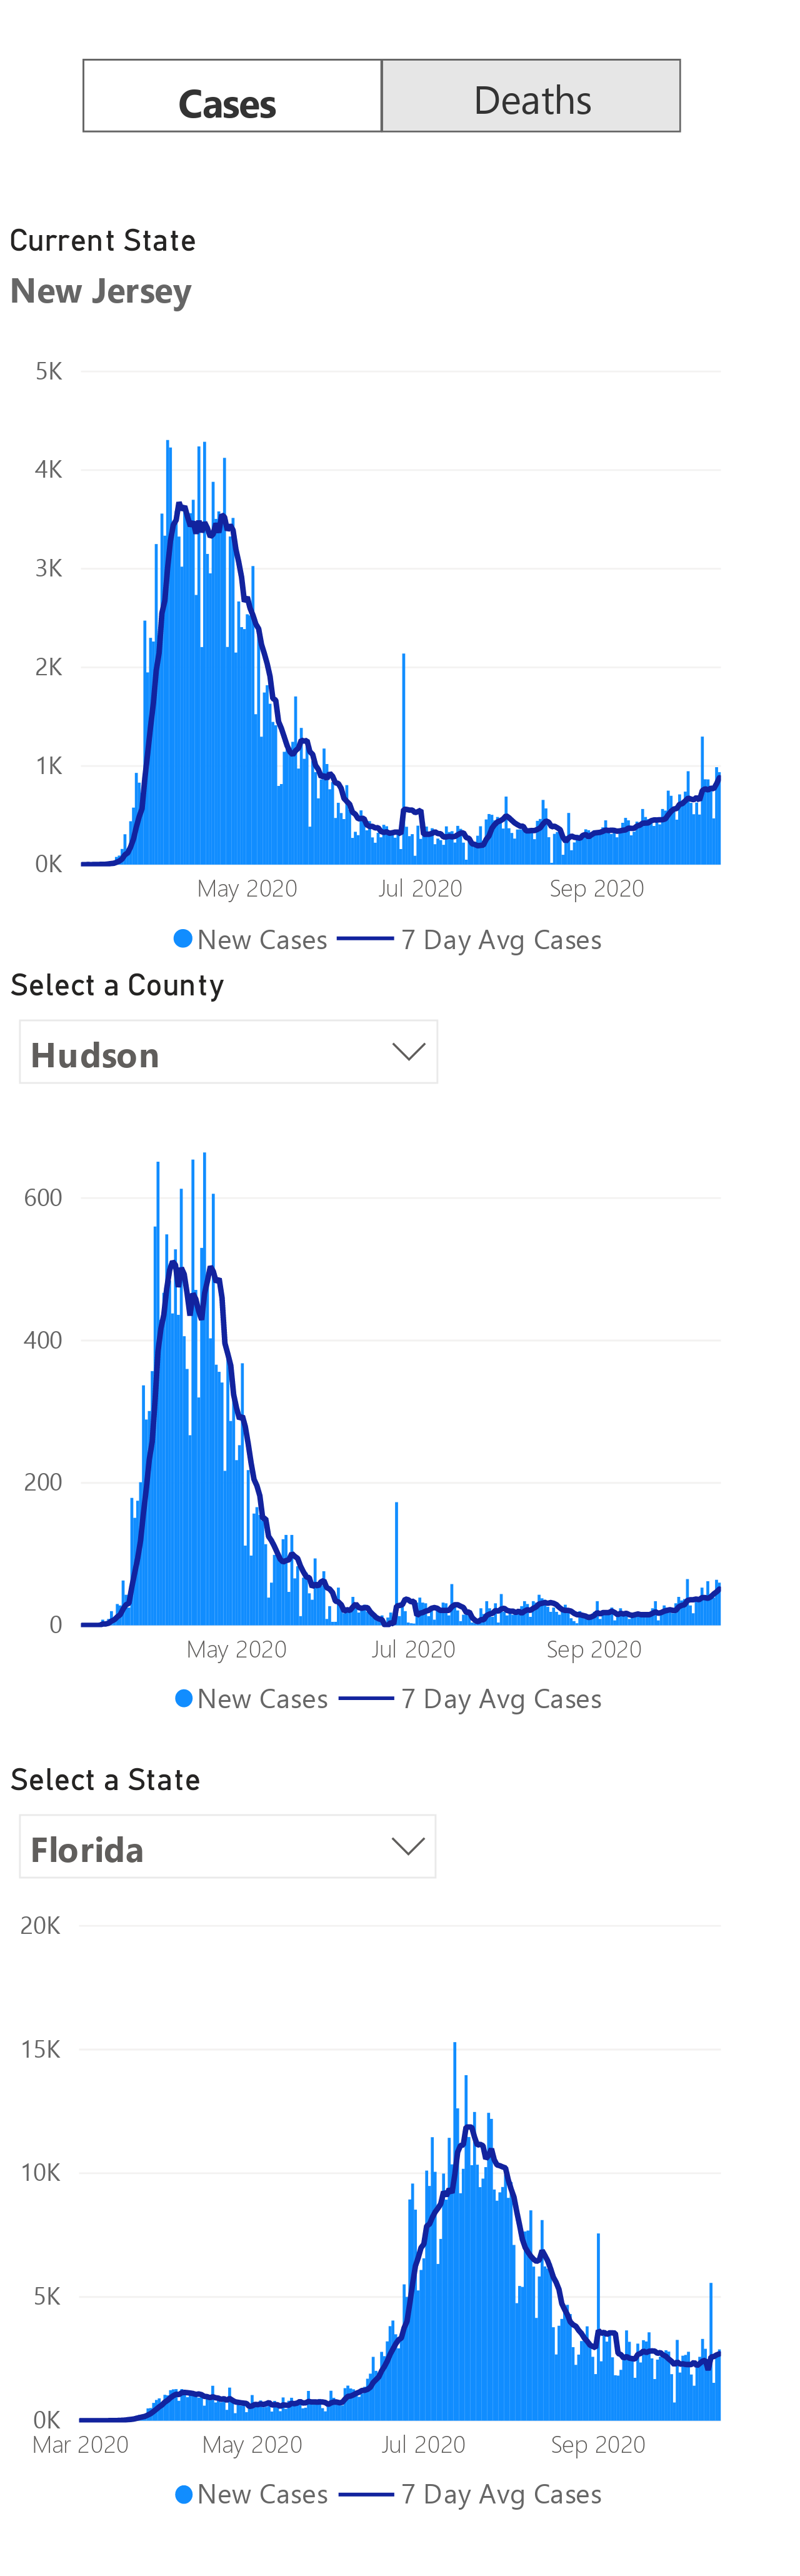 Cases Deaths
Current State
New Jersey
5K
4K
3K
2K
1K
0K
May 2020 Jul 2020 Sep 2020
New Cases 7 Day Avg Cases
Select a County
Hudson
600
400
200
0
May 2020 Jul 2020 Sep 2020
New Cases 7 Day Avg Cases
Select a State
Florida
20K
15K
10K
5K
0K
Mar 2020 May 2020 Jul 2020 Sep 2020
New Cases 7 Day Avg Cases